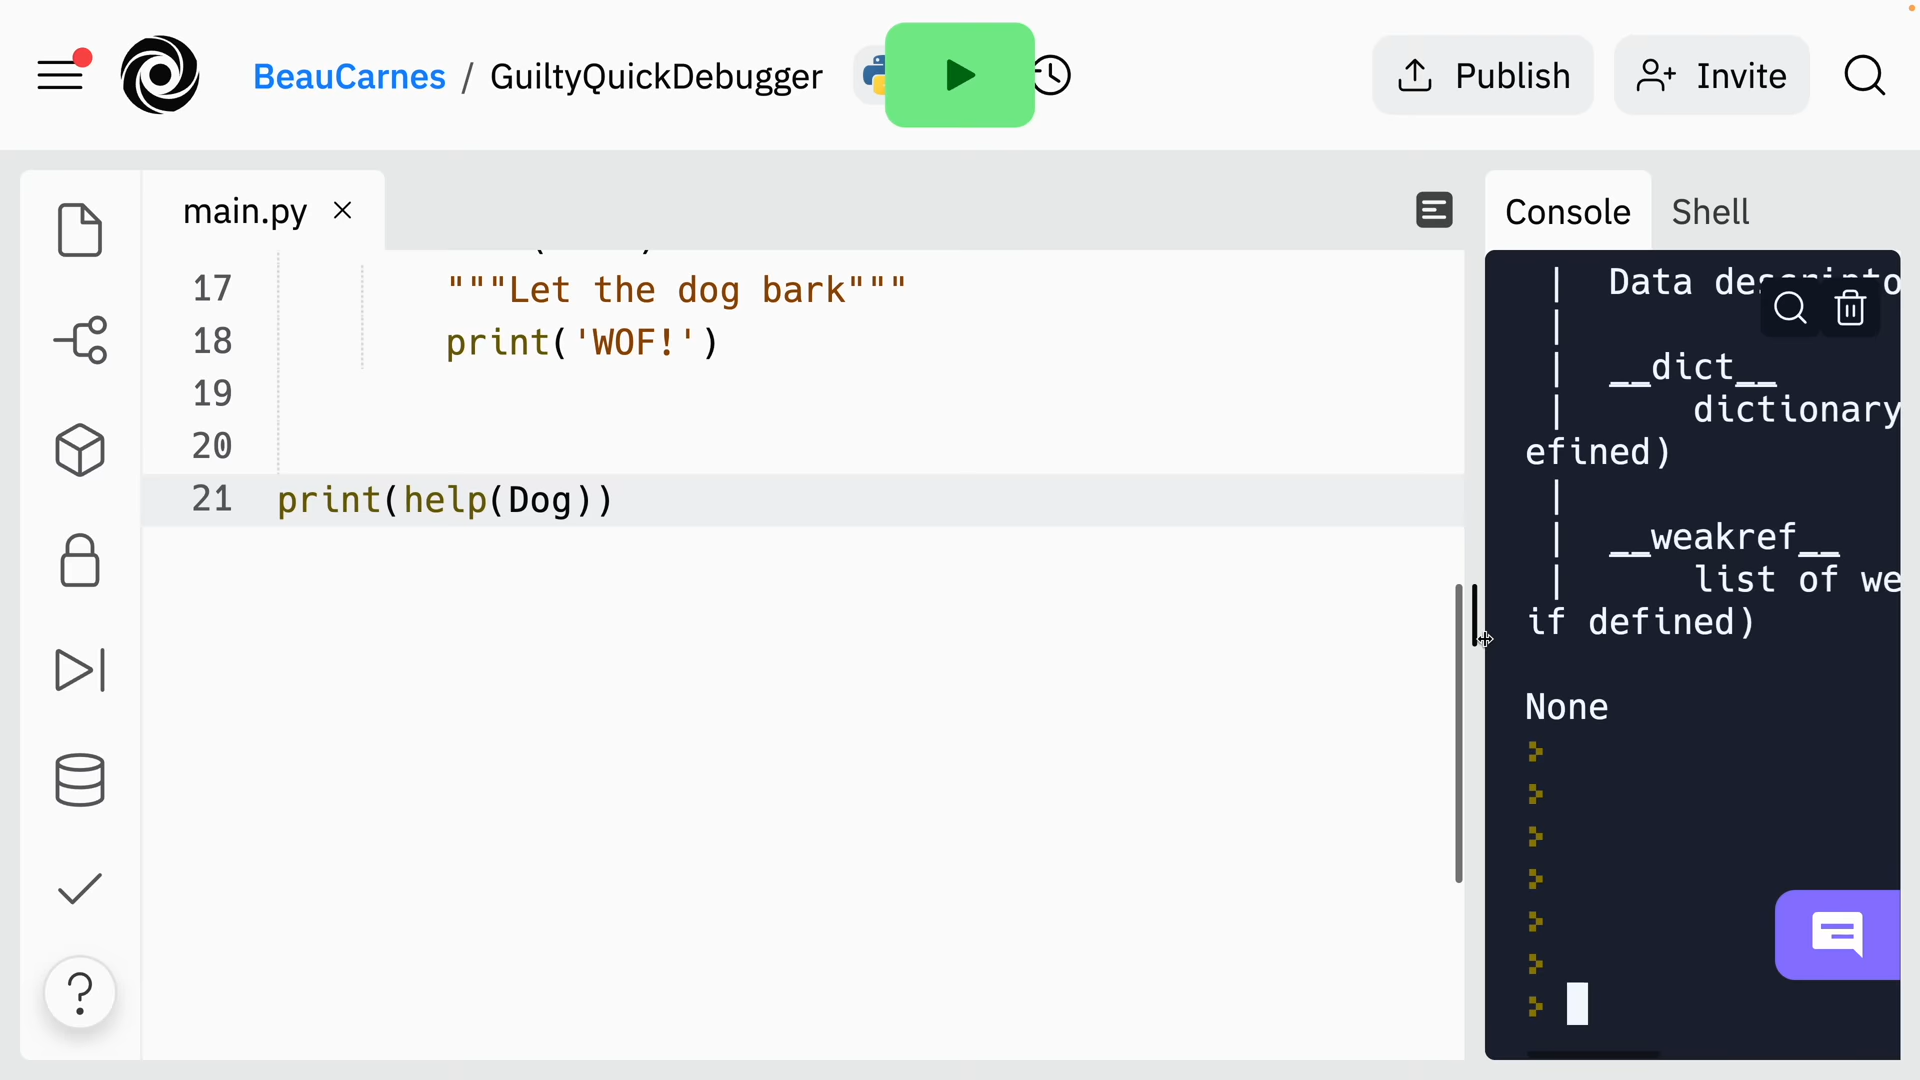 BeauCarnes / GuiltyQuickDebugger
Publish
Invite
main.py
Console
Shell
17 """Let the dog bark"""
18 print('WOF!')
19
20
21 print(help(Dog))
| Data
|
| __dict__
| dictionary
efined)
|
| __weakref__
| list of we
if defined)
None